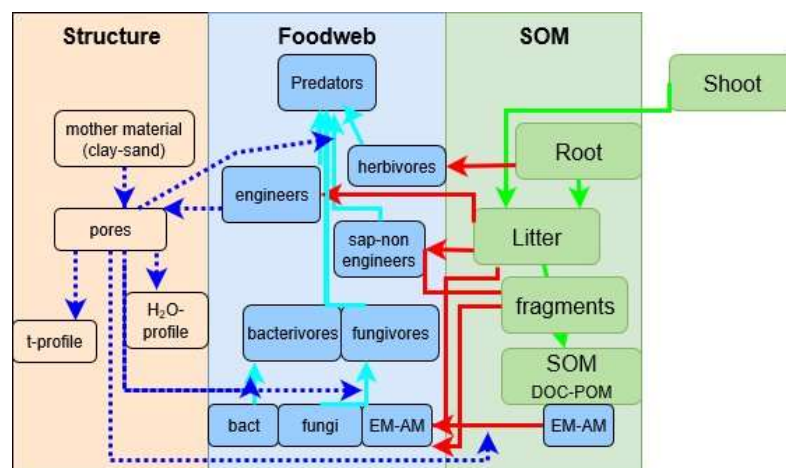 Structure
Foodweb
SOM
Predators
Shoot
mother material
(clay-sand)
herbivores
Root
engineers
pores
sap-non
engineers
Litter
H₂O-
profile
t-profile
bacterivores
fungivores
fragments
SOM
DOC-POM
bact
fungi
EM-AM
EM-AM